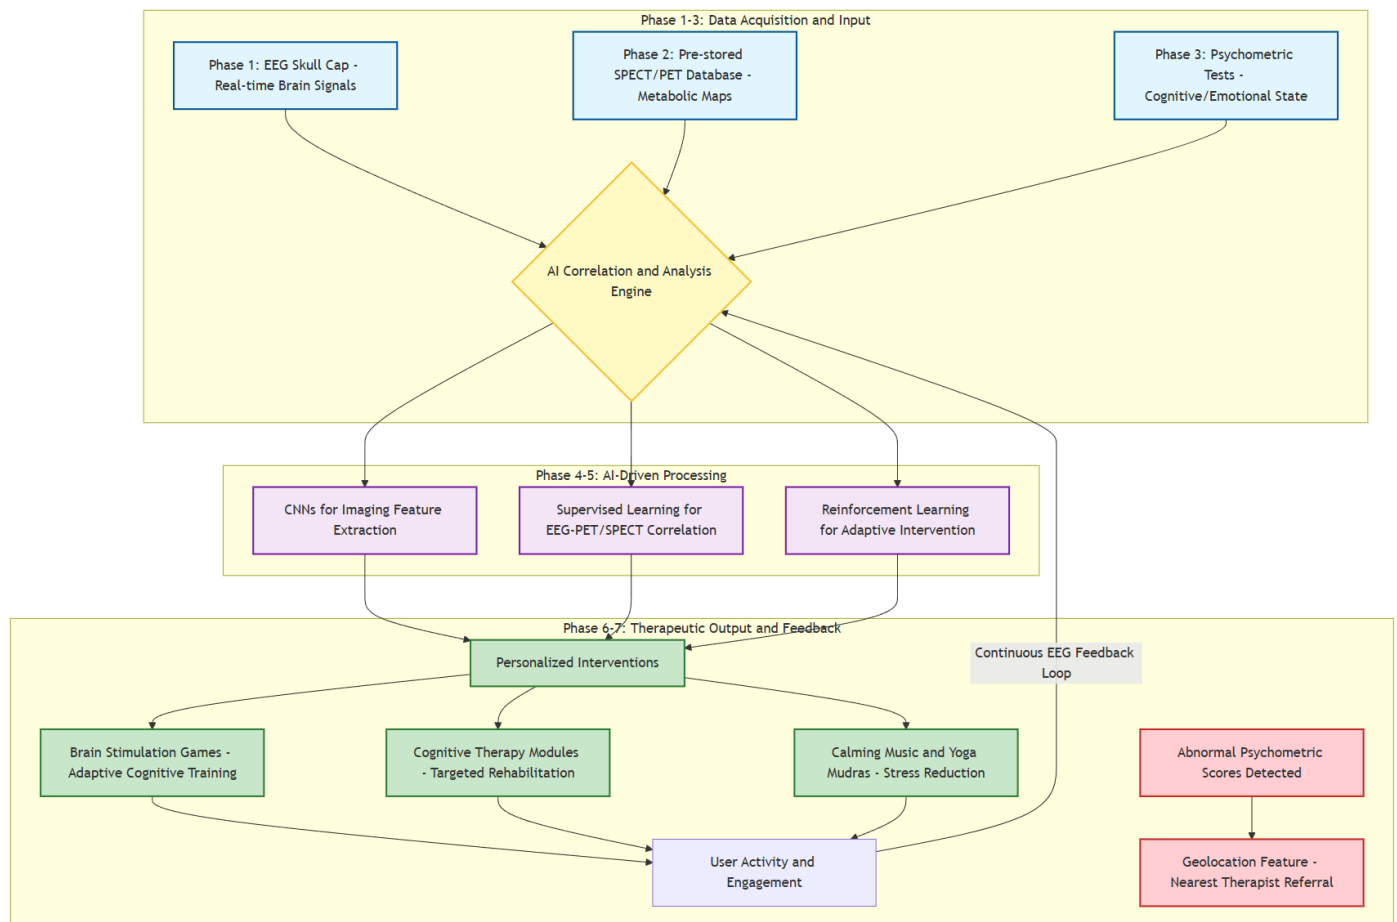 Phase 1-3: Data Acquisition and Input
Phase 1: EEG Skull Cap -
Real-time Brain Signals
Phase 2: Pre-stored
SPECT/PET Database -
Metabolic Maps
Phase 3: Psychometric
Tests -
Cognitive/Emotional State
AI Correlation and Analysis
Engine
Phase 4-5: AI-Driven Processing
CNNs for Imaging Feature
Extraction
Supervised Learning for
EEG-PET/SPECT Correlation
Reinforcement Learning
for Adaptive Intervention
Phase 6-7: Therapeutic Output and Feedback
Personalized Interventions
Continuous EEG Feedback
Loop
Brain Stimulation Games -
Adaptive Cognitive Training
Cognitive Therapy Modules
- Targeted Rehabilitation
Calming Music and Yoga
Mudras - Stress Reduction
Abnormal Psychometric
Scores Detected
User Activity and
Engagement
Geolocation Feature -
Nearest Therapist Referral